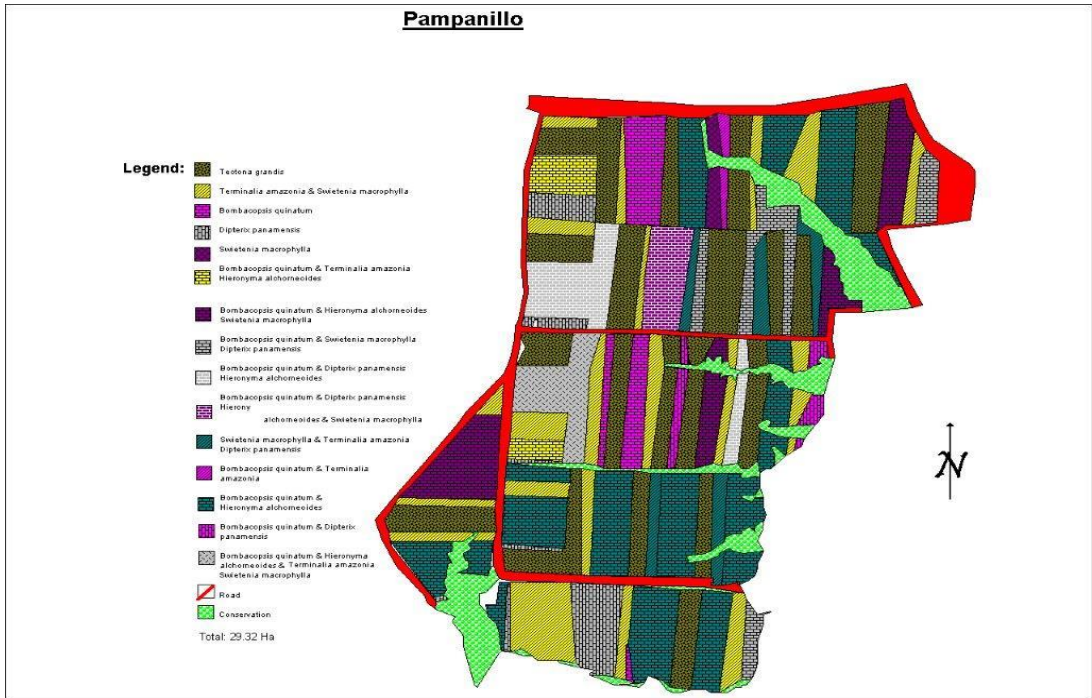 Pampanillo
Legend:
Tectona grandis
Terminalia amazonia & Swietenia macrophylla
Bombacopsis quinatum
Dipterix panamensis
Swietenia macrophylla
Bombacopsis quinatum & Terminalia amazonia
Hieronyma alchorneoides
Bombacopsis quinatum & Hieronyma alchorneoides
Swietenia macrophylla
Bombacopsis quinatum & Swietenia macrophylla
Dipterix panamensis
Bombacopsis quinatum & Dipterix panamensis
Hieronyma alchorneoides
Bombacopsis quinatum & Dipterix panamensis
Hierony
alchorneoides & Swietenia macrophylla
Swietenia macrophylla & Terminalia amazonia
Dipterix panamensis
Bombacopsis quinatum & Terminalia
amazonia
Bombacopsis quinatum &
Hieronyma alchorneoides
Bombacopsis quinatum & Dipterix
panamensis
Bombacopsis quinatum & Hieronyma
alchorneoides & Terminalia amazonia
Swietenia macrophylla
Road
Conservation
Total: 29.32 Ha
N